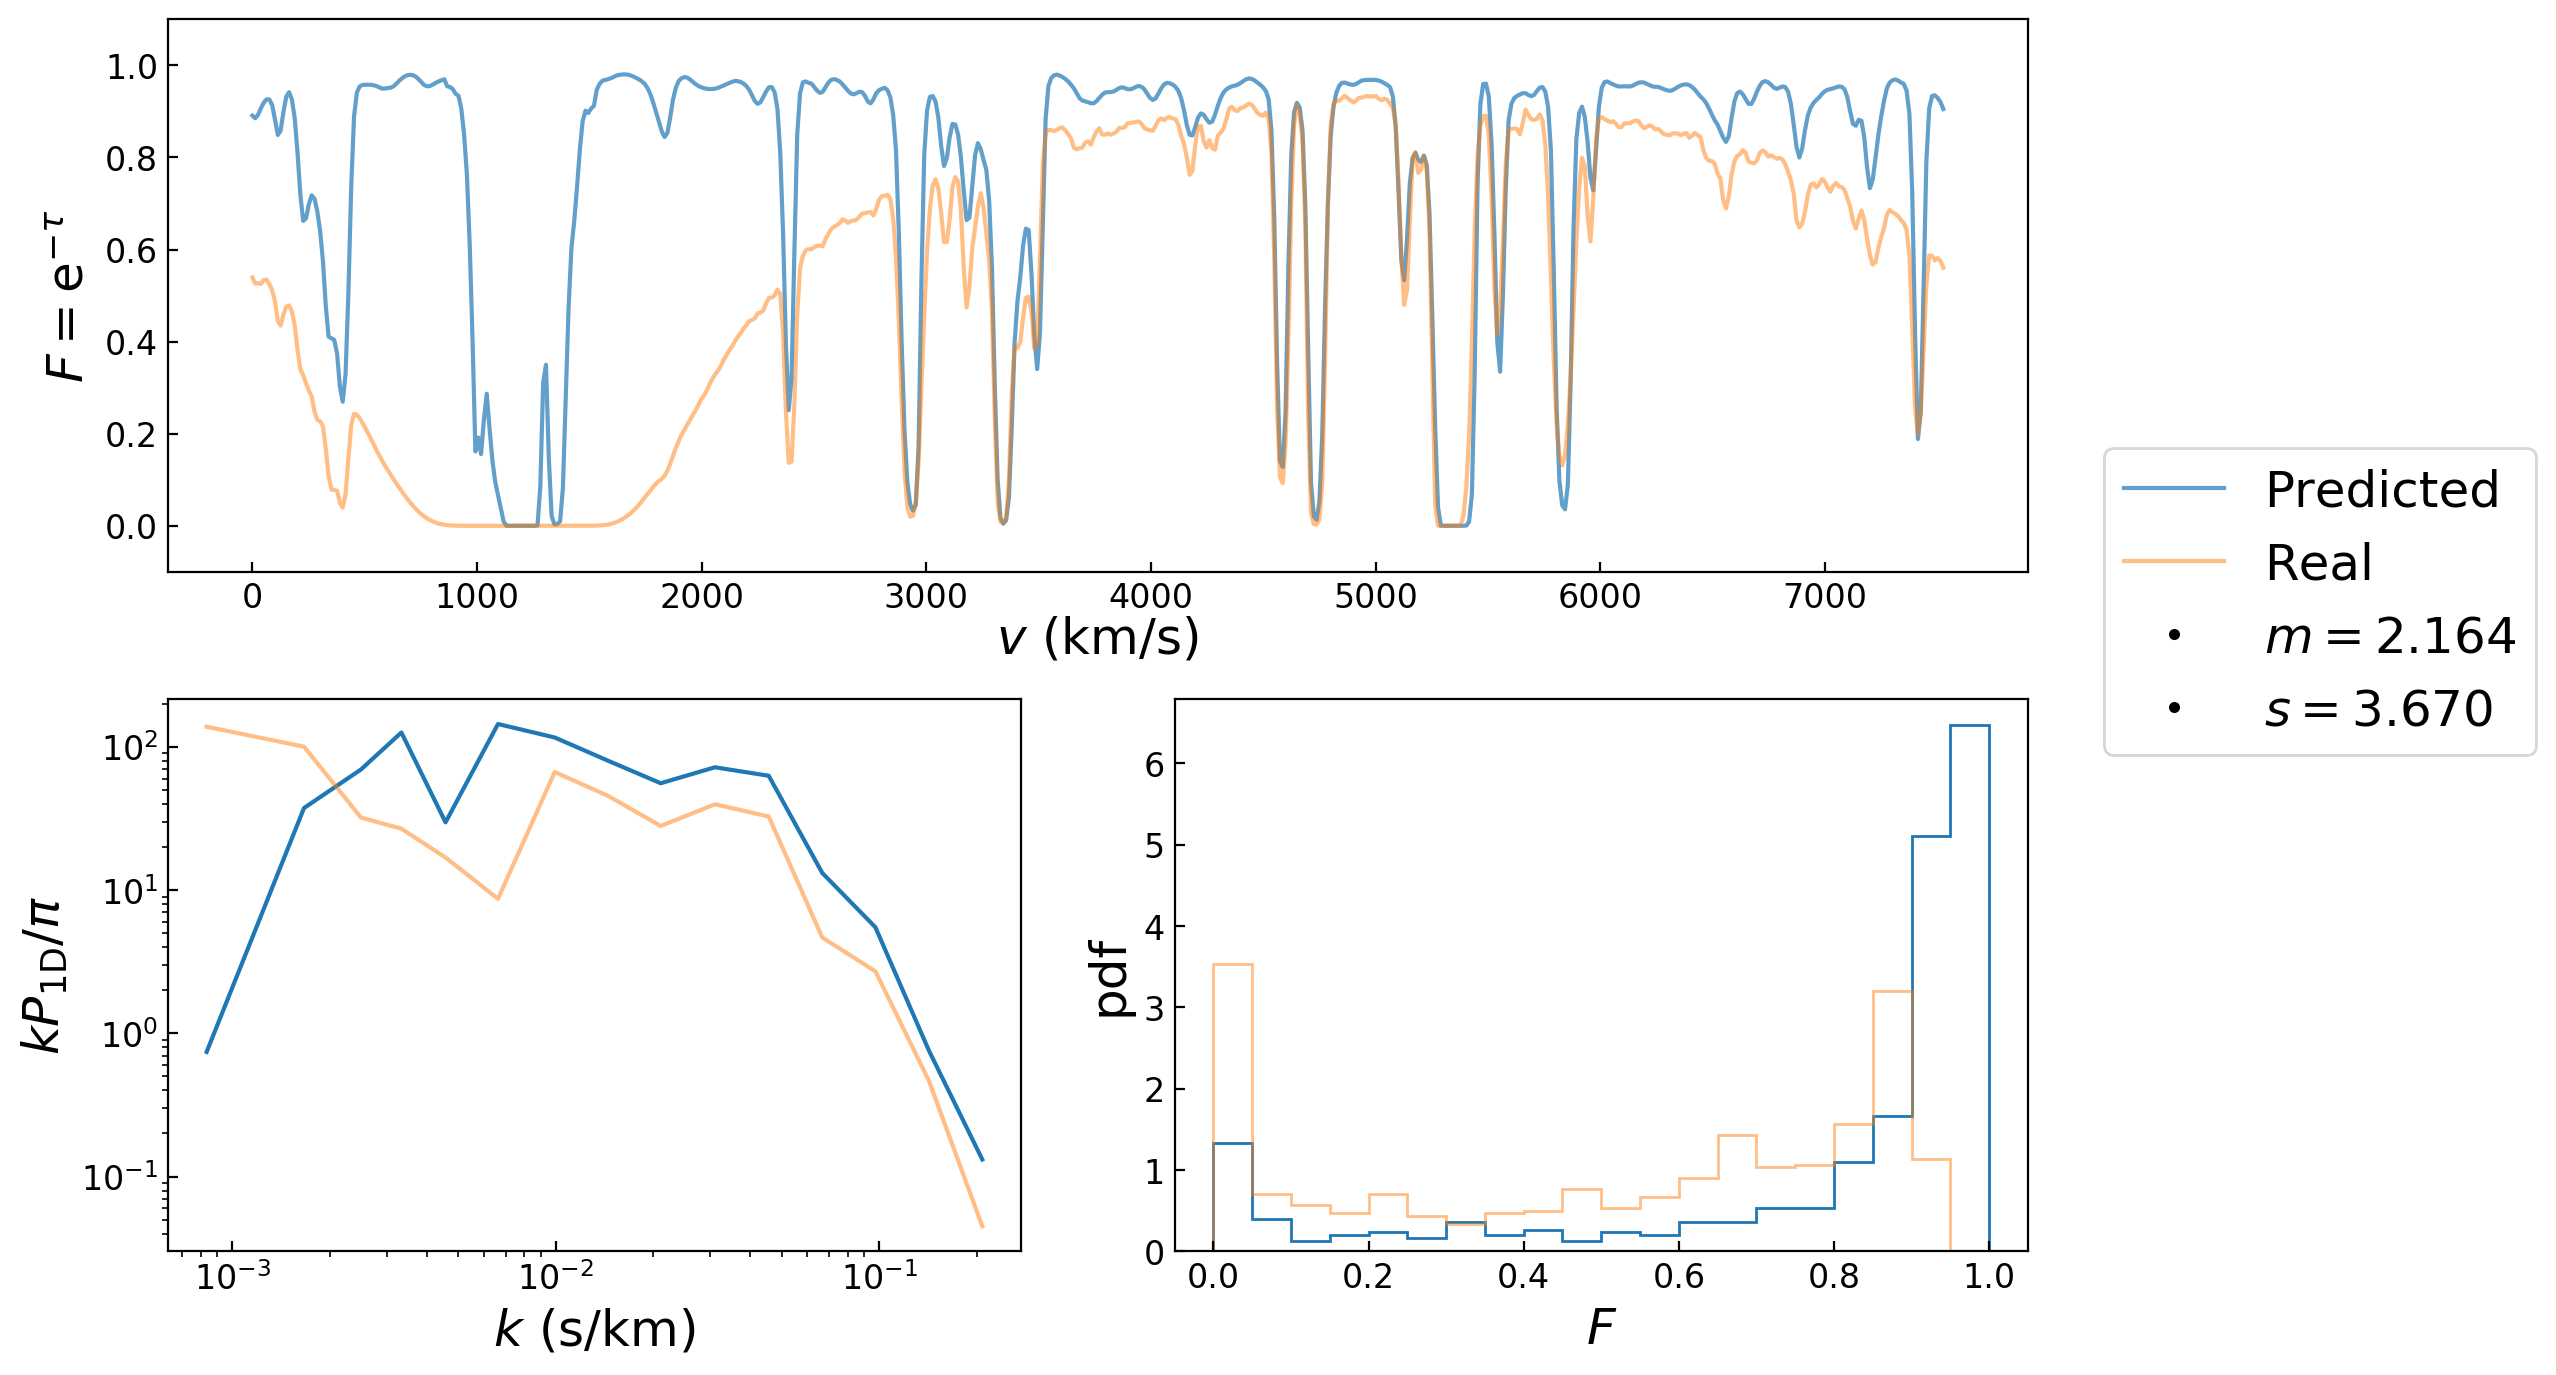 F = e^{-τ}
1.0
0.8
0.6
0.4
0.2
0.0
0 1000 2000 3000 4000 5000 6000 7000
v (km/s)
Predicted
Real
m = 2.164
s = 3.670
kP_{1D}/π
10^2
10^1
10^0
10^{-1}
10^{-3} 10^{-2} 10^{-1}
k (s/km)
pdf
6
5
4
3
2
1
0
0.0 0.2 0.4 0.6 0.8 1.0
F